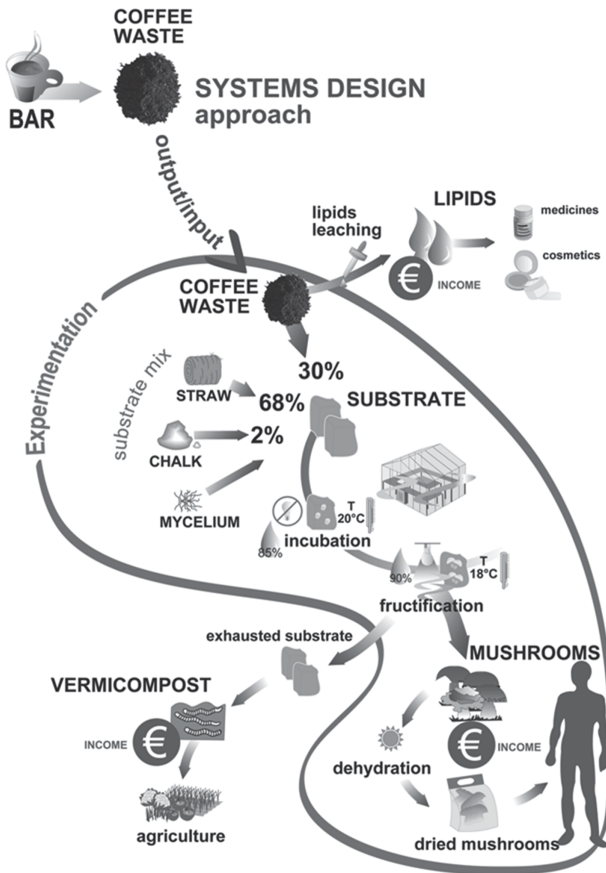 COFFEE
WASTE
BAR
SYSTEMS DESIGN
approach
output/input
lipids
leaching
LIPIDS
medicines
cosmetics
€
INCOME
COFFEE
WASTE
Experimentation
substrate mix
30%
STRAW
68%
SUBSTRATE
2%
CHALK
MYCELIUM
T
20°C
85%
incubation
90%
T
18°C
fructification
exhausted substrate
MUSHROOMS
VERMICOMPOST
INCOME
€
€
INCOME
dehydration
agriculture
dried mushrooms